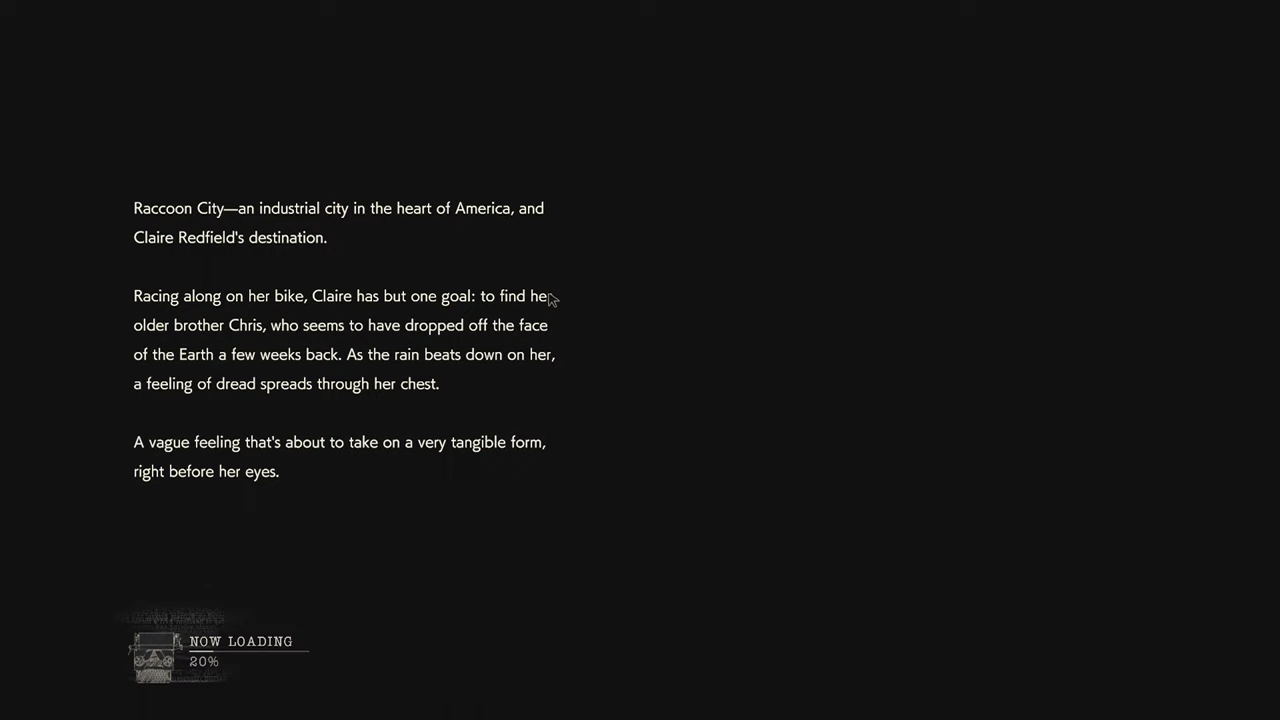 Raccoon City—an industrial city in the heart of America, and
Claire Redfield's destination.
Racing along on her bike, Claire has but one goal: to find he
older brother Chris, who seems to have dropped off the face
of the Earth a few weeks back. As the rain beats down on her,
a feeling of dread spreads through her chest.
A vague feeling that's about to take on a very tangible form,
right before her eyes.
NOW LOADING
20%